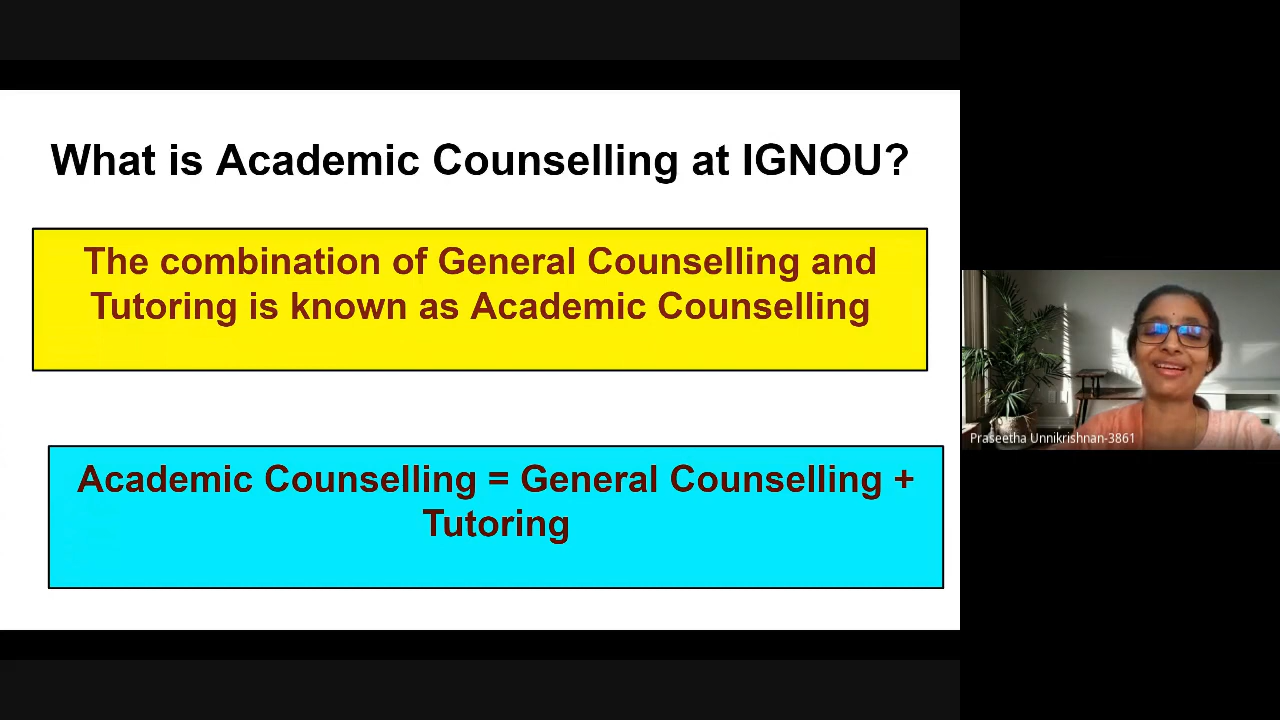 What is Academic Counselling at IGNOU?
The combination of General Counselling and
Tutoring is known as Academic Counselling
Academic Counselling = General Counselling +
Tutoring
Praseetha Unnikrishnan-3861